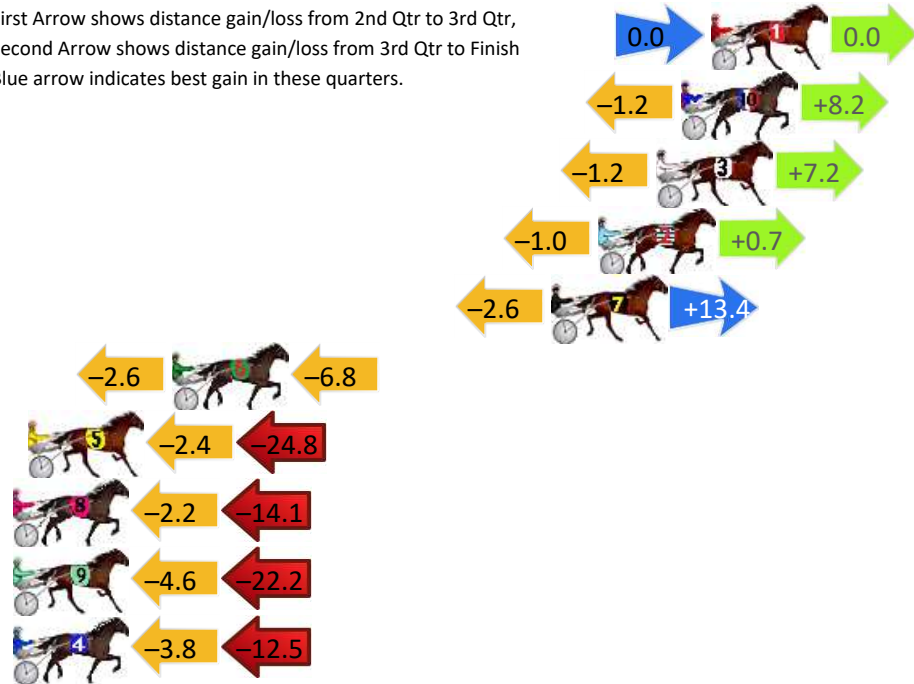 irst Arrow shows distance gain/loss from 2nd Qtr to 3rd Qtr,
econd Arrow shows distance gain/loss from 3rd Qtr to Finish
lue arrow indicates best gain in these quarters.
0.0 1 0.0
−1.2 0 +8.2
−1.2 3 +7.2
−1.0 2 +0.7
−2.6 7 +13.4
−2.6 6 −6.8
5 −2.4 −24.8
8 −2.2 −14.1
9 −4.6 −22.2
4 −3.8 −12.5